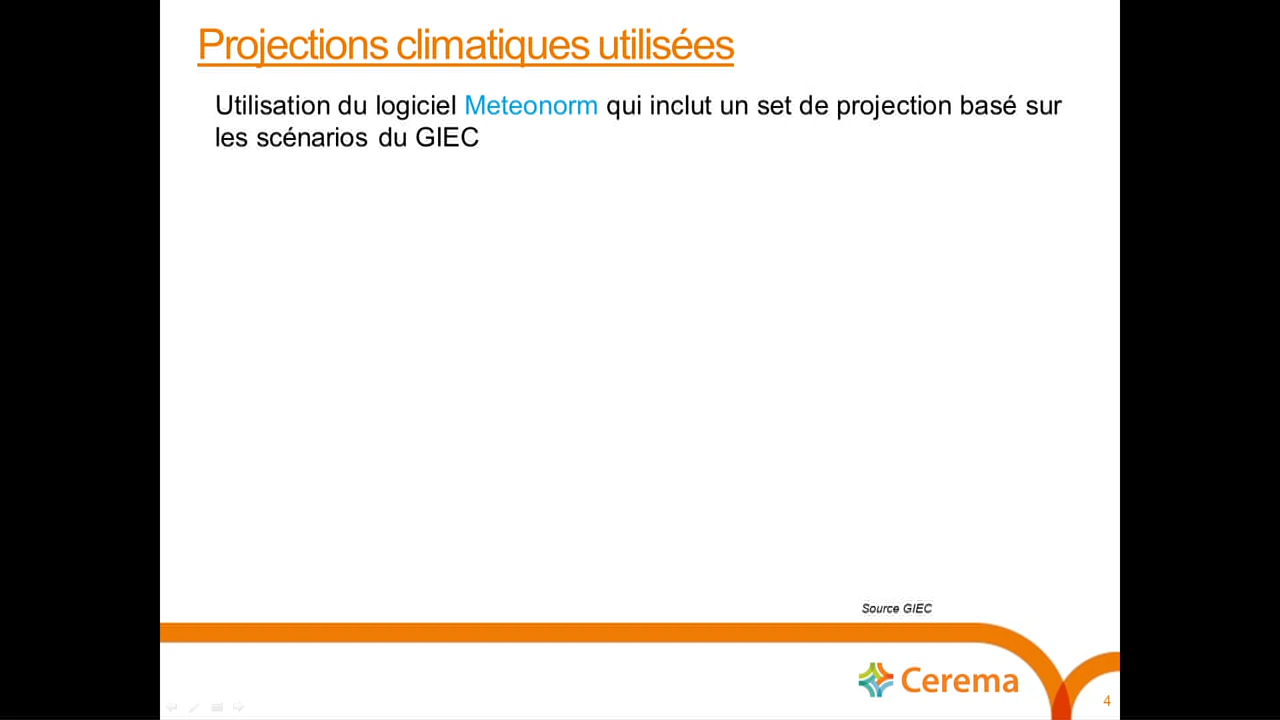 Projections climatiques utilisées
Utilisation du logiciel Meteonorm qui inclut un set de projection basé sur
les scénarios du GIEC
Source GIEC
Cerema
4